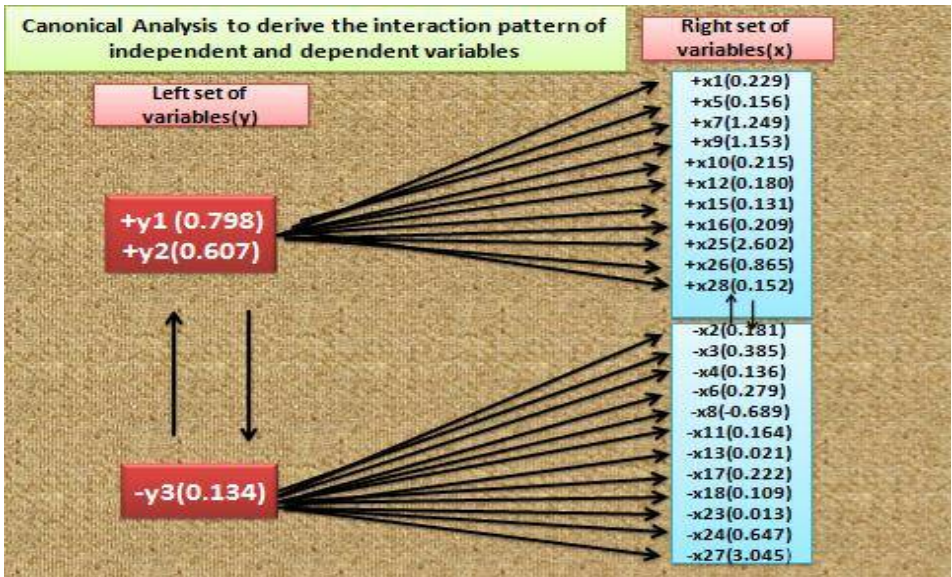 Canonical Analysis to derive the interaction pattern of
independent and dependent variables
Right set of
variables(x)
Left set of
variables(y)
+y1 (0.798)
+y2(0.607)
-y3(0.134)
+x1(0.229)
+x5(0.156)
+x7(1.249)
+x9(1.153)
+x10(0.215)
+x12(0.180)
+x15(0.131)
+x16(0.209)
+x25(2.602)
+x26(0.865)
+x28(0.152)
-x2(0.181)
-x3(0.385)
-x4(0.136)
-x6(0.279)
-x8(-0.689)
-x11(0.164)
-x13(0.021)
-x17(0.222)
-x18(0.109)
-x23(0.013)
-x24(0.647)
-x27(3.045)